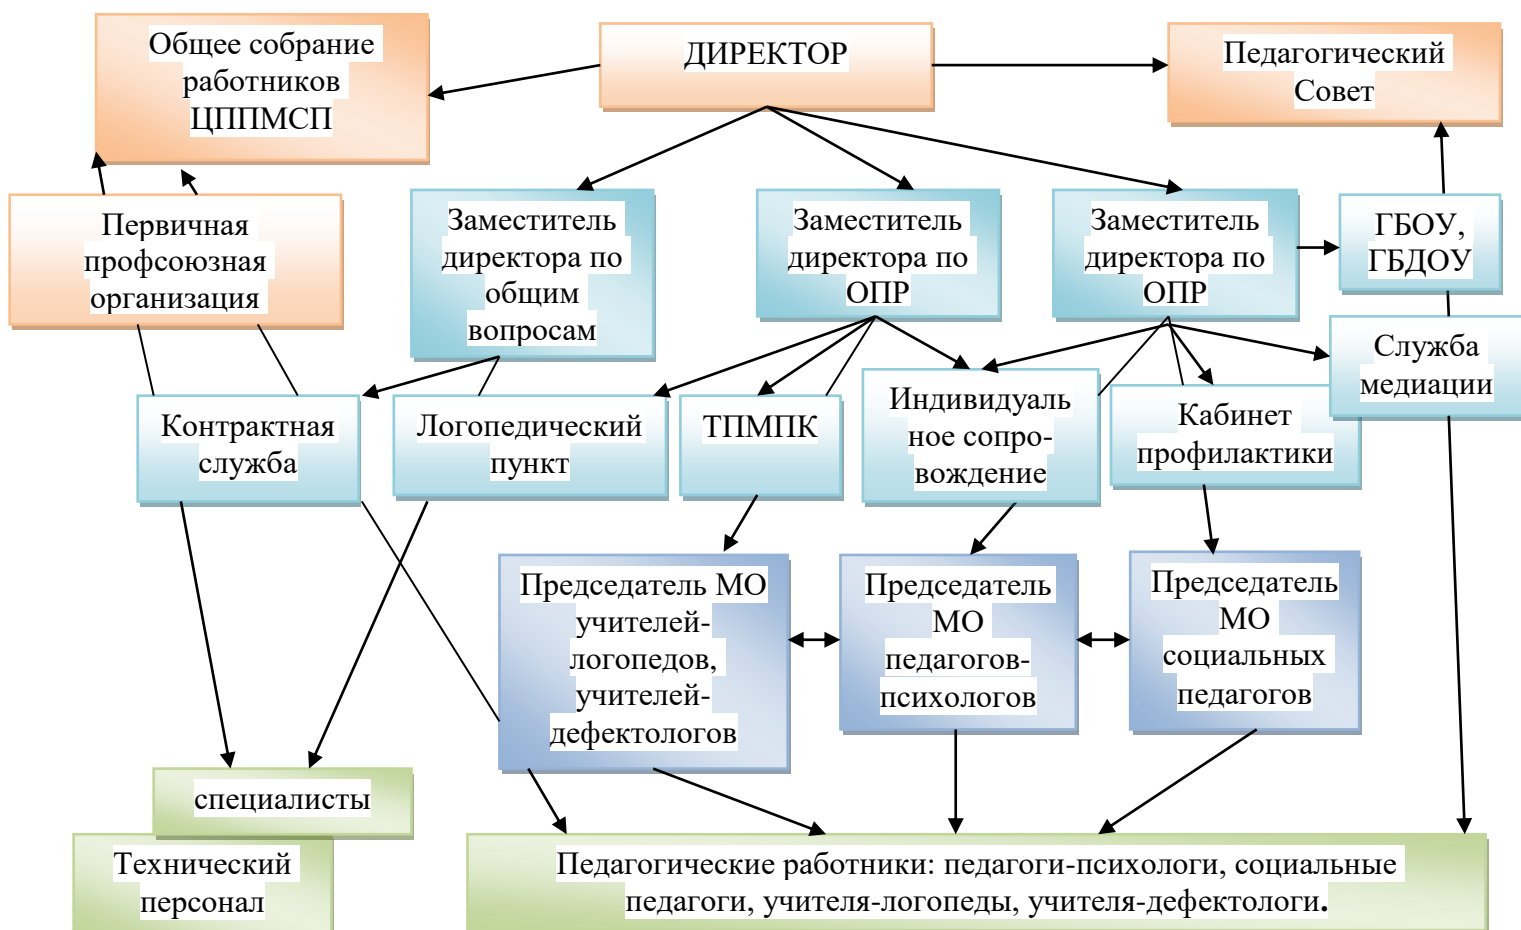 Общее собрание
работников
ЦППМСП
ДИРЕКТОР
Педагогический
Совет
Первичная
профсоюзная
организация
Заместитель
директора по
общим
вопросам
Заместитель
директора по
ОПР
Заместитель
директора по
ОПР
ГБОУ,
ГБДОУ
Служба
медиации
Контрактная
служба
Логопедический
пункт
ТПМПК
Индивидуаль
ное сопро-
вождение
Кабинет
профилактики
Председатель МО
учителей-
логопедов,
учителей-
дефектологов
Председатель
МО
педагогов-
психологов
Председатель
МО
социальных
педагогов
специалисты
Технический
персонал
Педагогические работники: педагоги-психологи, социальные
педагоги, учителя-логопеды, учителя-дефектологи.